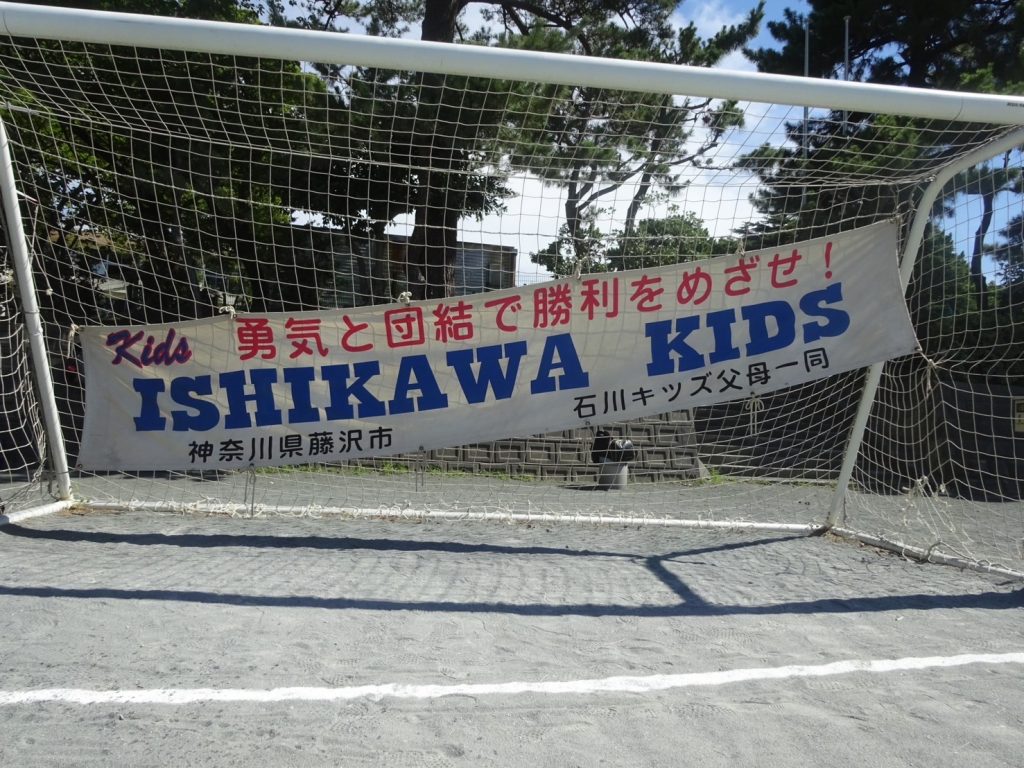 Kids 勇気と団結で勝利をめざせ!
ISHIKAWA KIDS
神奈川県藤沢市 石川キツズ父母一同